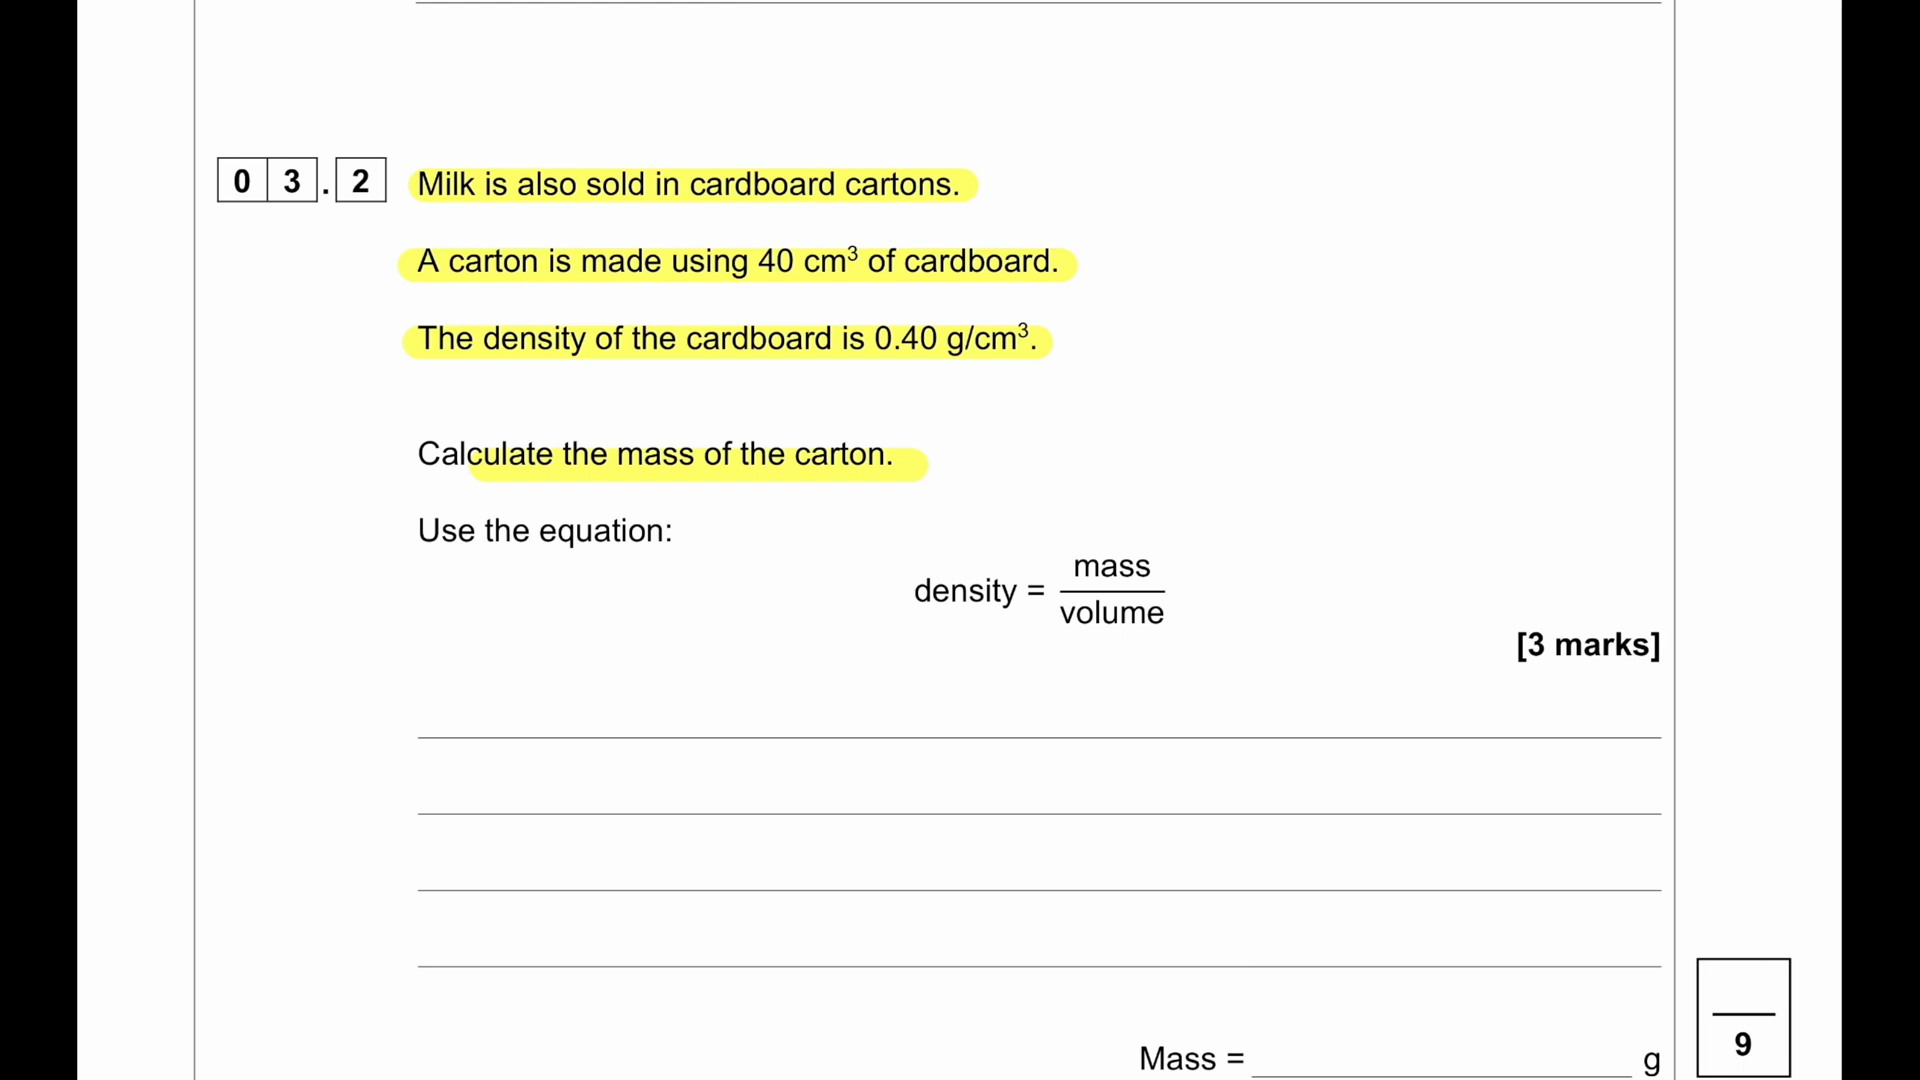 03.2 Milk is also sold in cardboard cartons.
A carton is made using 40 cm³ of cardboard.
The density of the cardboard is 0.40 g/cm³.
Calculate the mass of the carton.
Use the equation:
density = mass / volume
[3 marks]
Mass = g
9